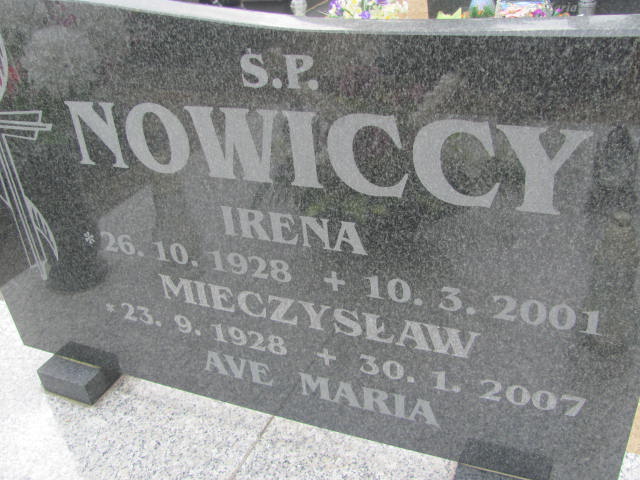 Ś.P.
NOWICCY
IRENA
* 26. 10. 1928 + 10. 3. 2001
MIECZYSŁAW
* 23. 9. 1928 + 30. 1. 2007
AVE MARIA